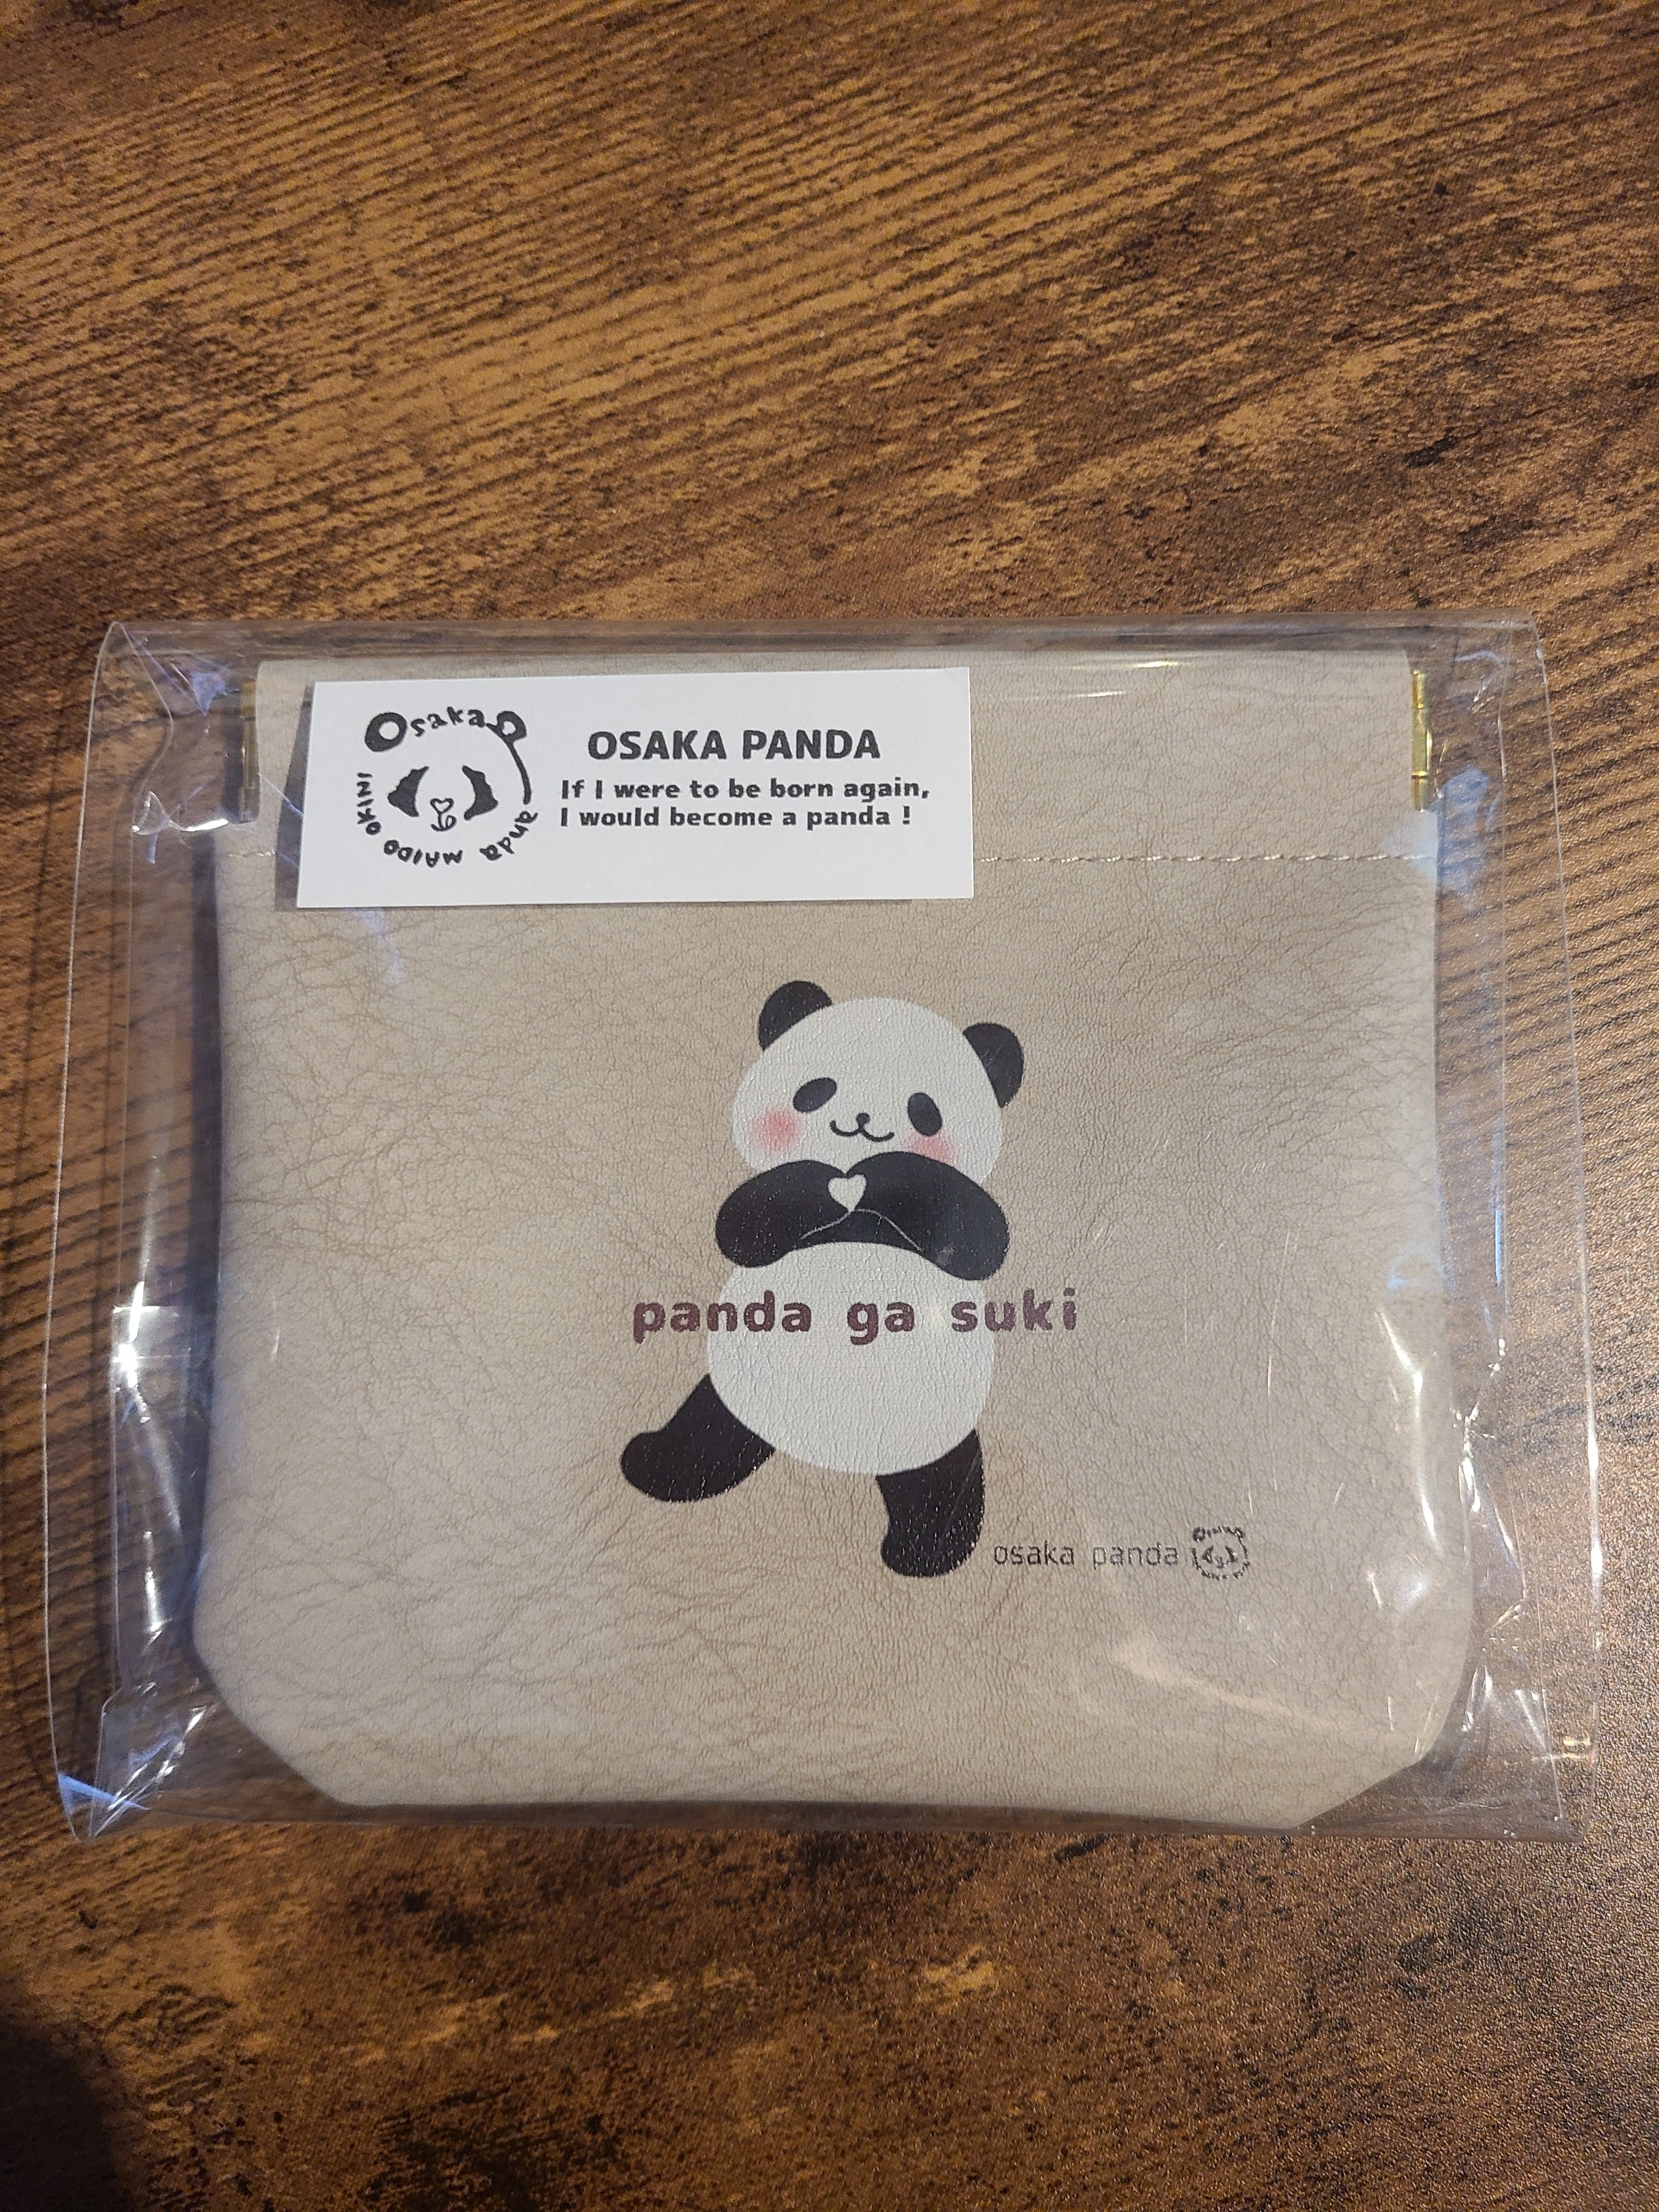 Osaka Panda MAIDO OKINI
OSAKA PANDA
If I were to be born again,
I would become a panda !
panda ga suki
osaka panda